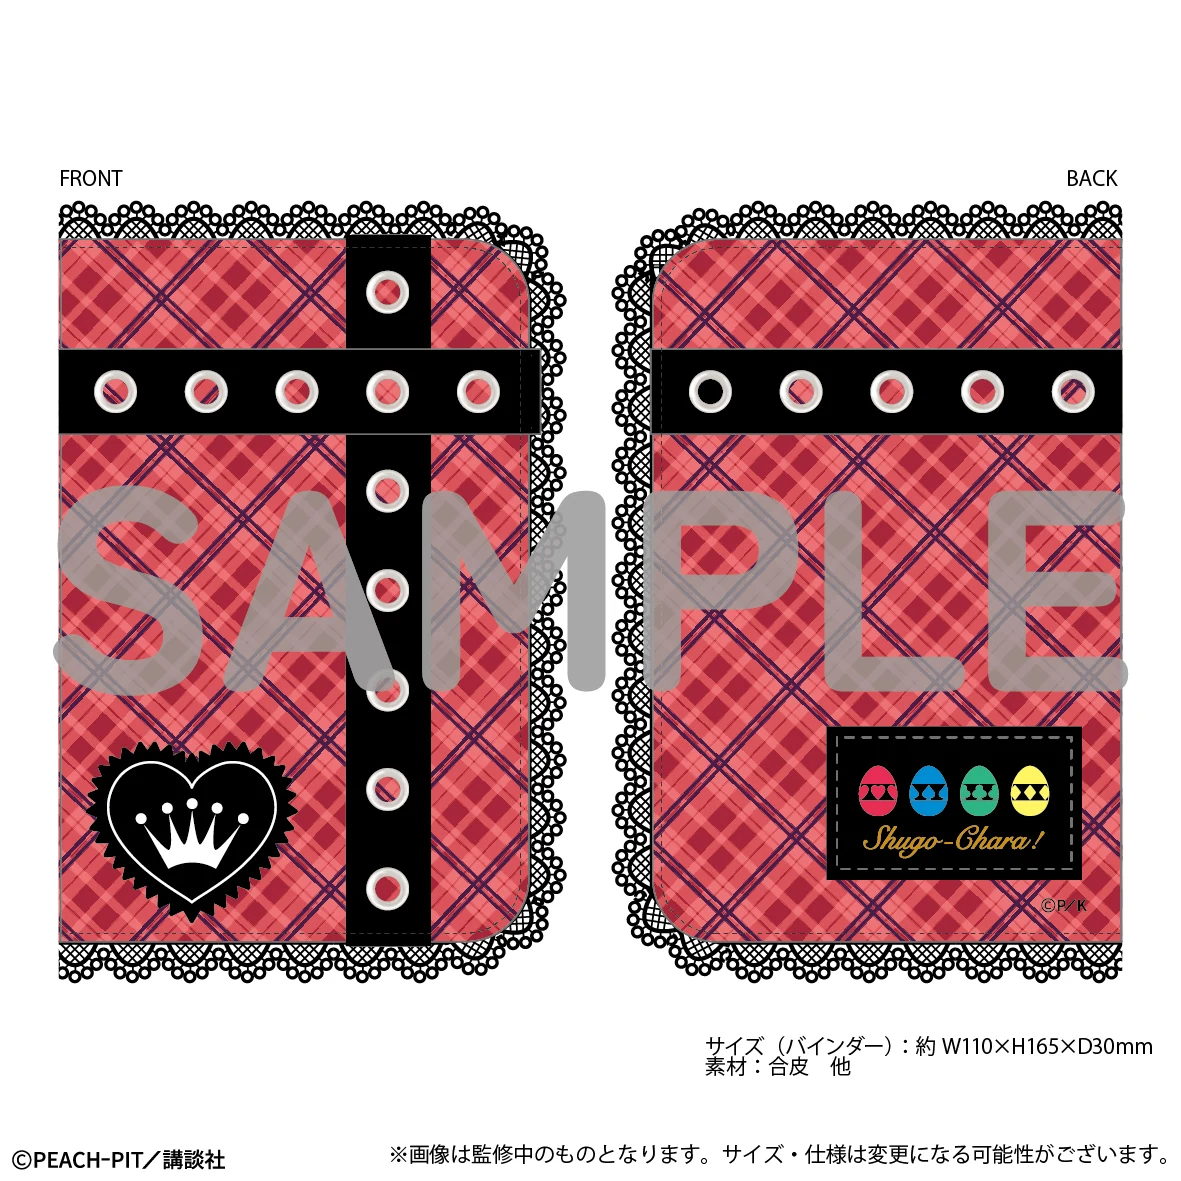 FRONT
BACK
SAMPLE
Shugo-Chara!
©P/K
サイズ（バインダー）：約 W110×H165×D30mm
素材：合皮　他
©PEACH-PIT／講談社
※画像は監修中のものとなります。サイズ・仕様は変更になる可能性がございます。